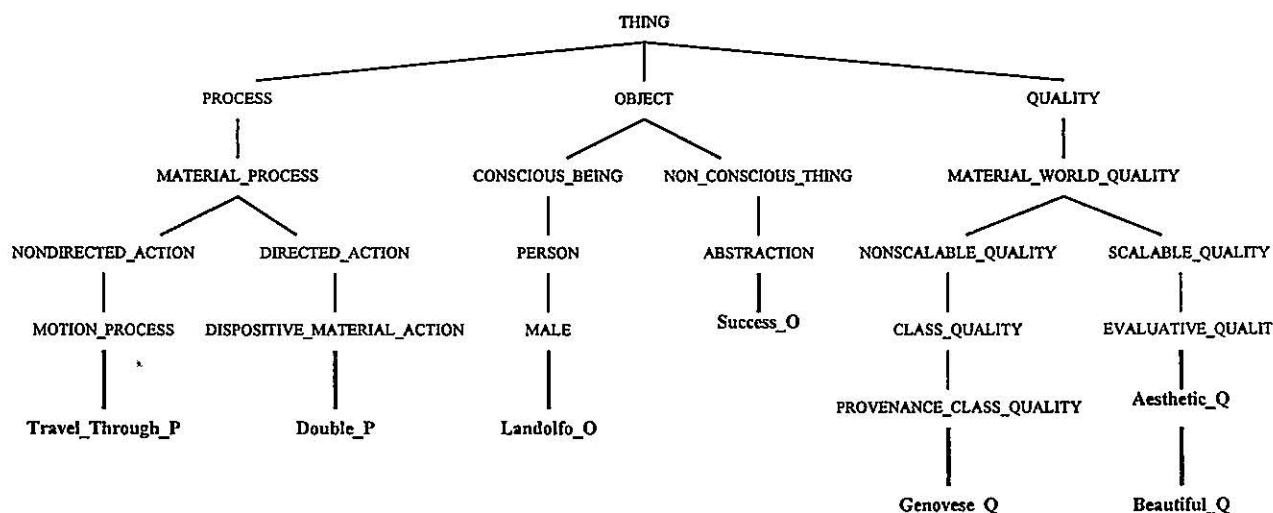 THING
PROCESS OBJECT QUALITY
MATERIAL_PROCESS CONSCIOUS_BEING NON_CONSCIOUS_THING MATERIAL_WORLD_QUALITY
NONDIRECTED_ACTION DIRECTED_ACTION PERSON ABSTRACTION NONSCALABLE_QUALITY SCALABLE_QUALITY
MOTION_PROCESS DISPOSITIVE_MATERIAL_ACTION MALE Success_O CLASS_QUALITY EVALUATIVE_QUALIT
Aesthetic_Q
PROVENANCE_CLASS_QUALITY
Travel_Through_P Double_P Landolfo_O
Genovese_Q Beautiful_Q